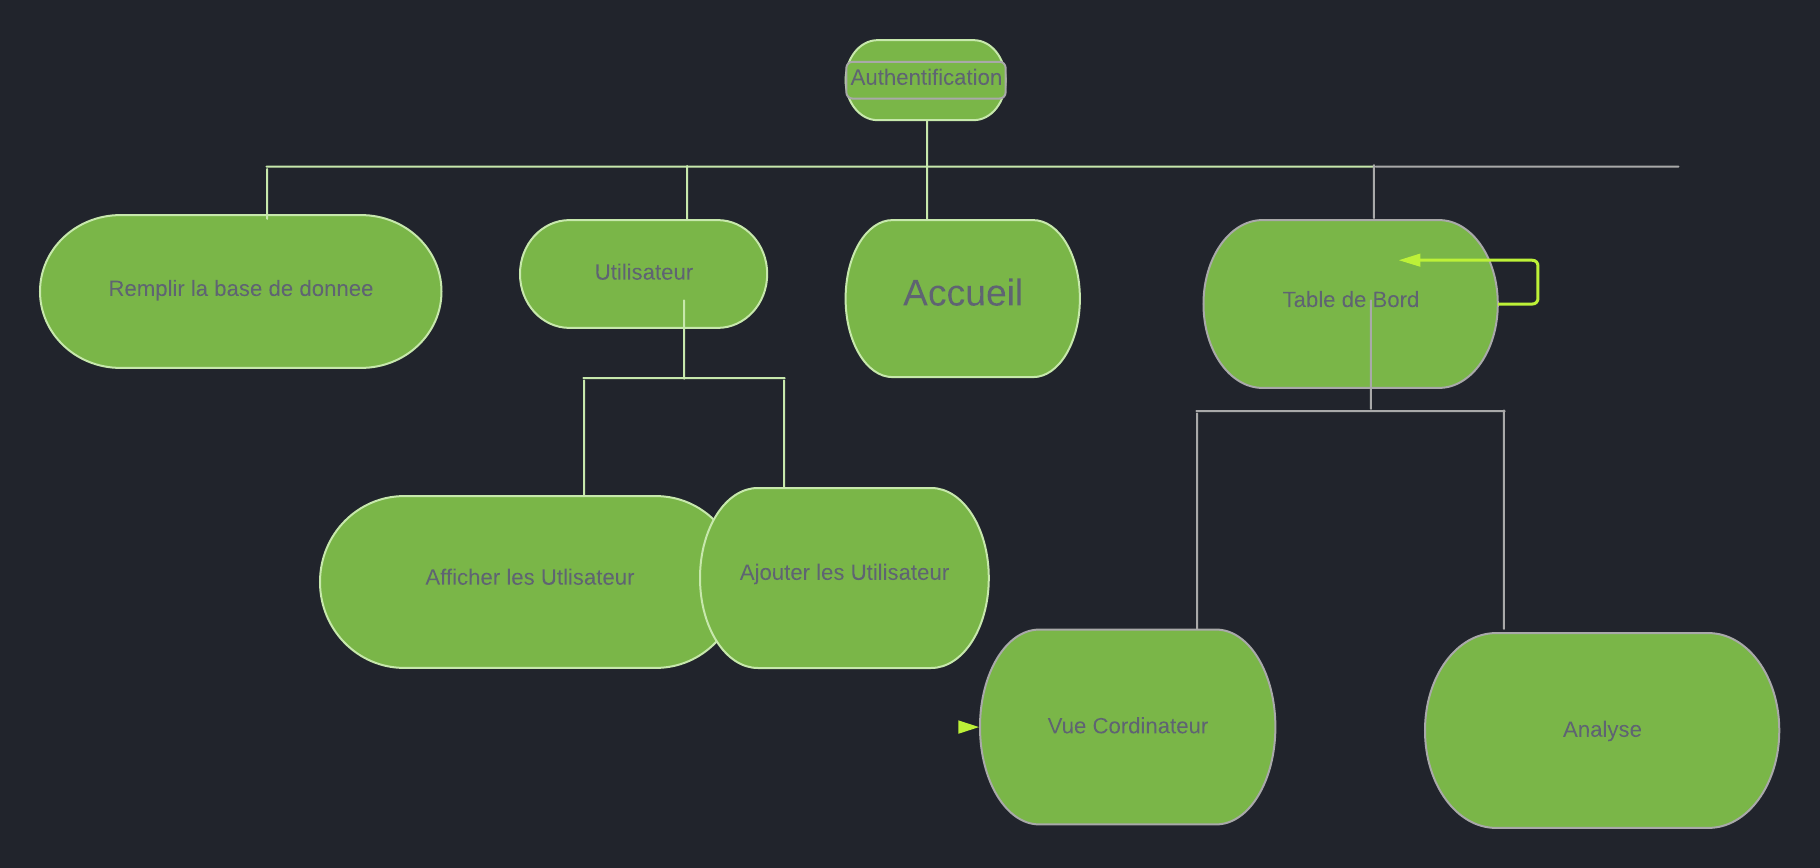 Authentification
Remplir la base de donnee
Utilisateur
Accueil
Table de Bord
Afficher les Utlisateur
Ajouter les Utilisateur
Vue Cordinateur
Analyse